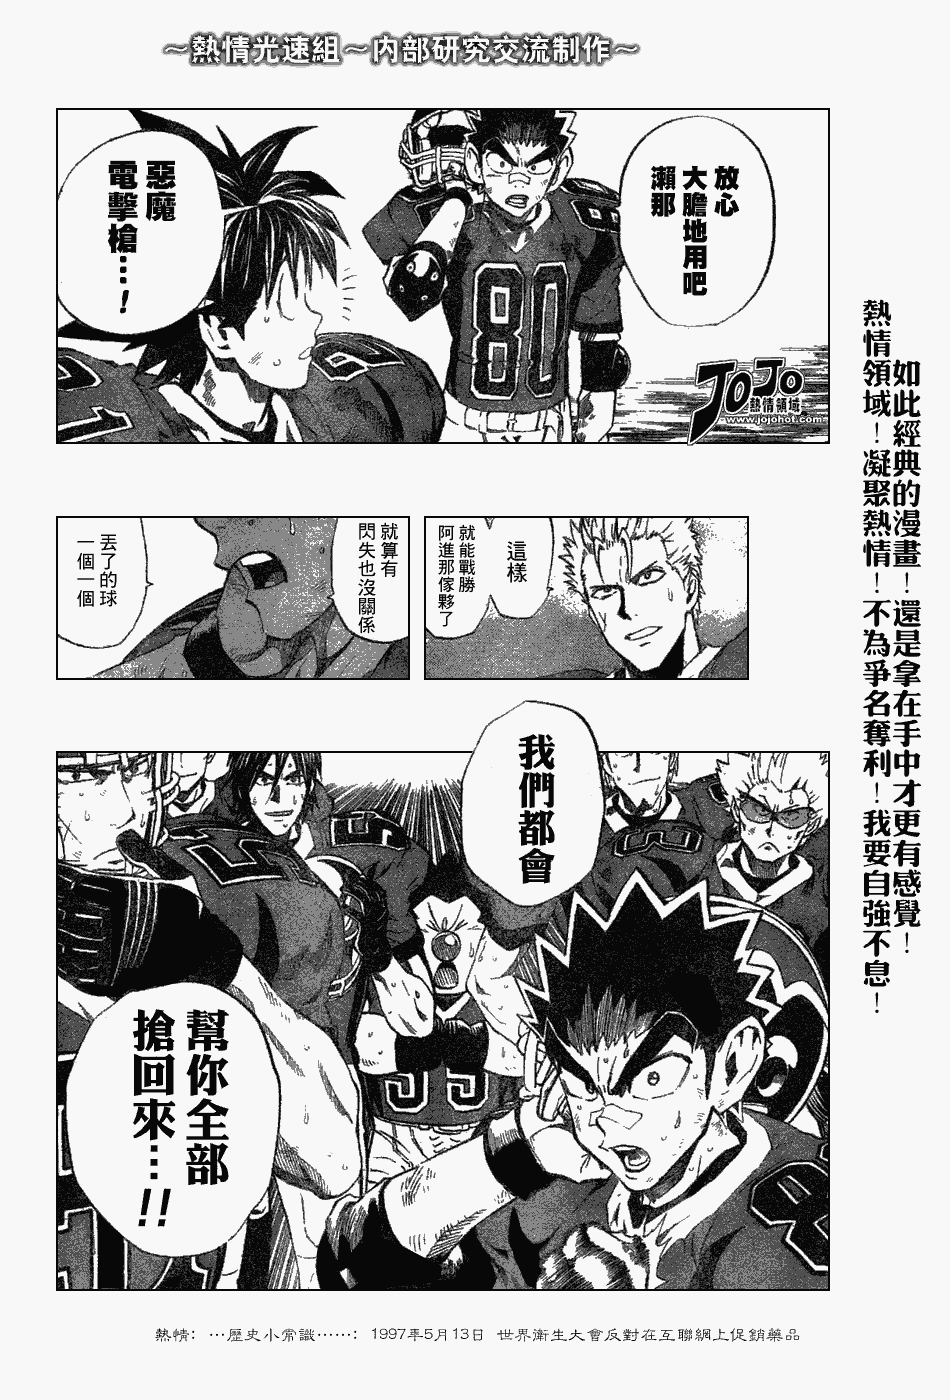 ～熱情光速組～内部研究交流制作～
放心
大膽地用吧
瀨那
80
惡魔
電擊槍…！
21
JOJO
熱情領域
www.jojohot.com
這樣
就能戰勝
阿進那傢夥了
就算有
閃失也沒關係
丟了的球
一個一個
我們都會
幫你全部
搶回來…!!
如此經典的漫畫！還是拿在手中才更有感覺！
熱情領域！凝聚熱情！不為爭名奪利！我要自強不息！
熱情：…歷史小常識……：1997年5月13日 世界衛生大會反對在互聯網上促銷藥品